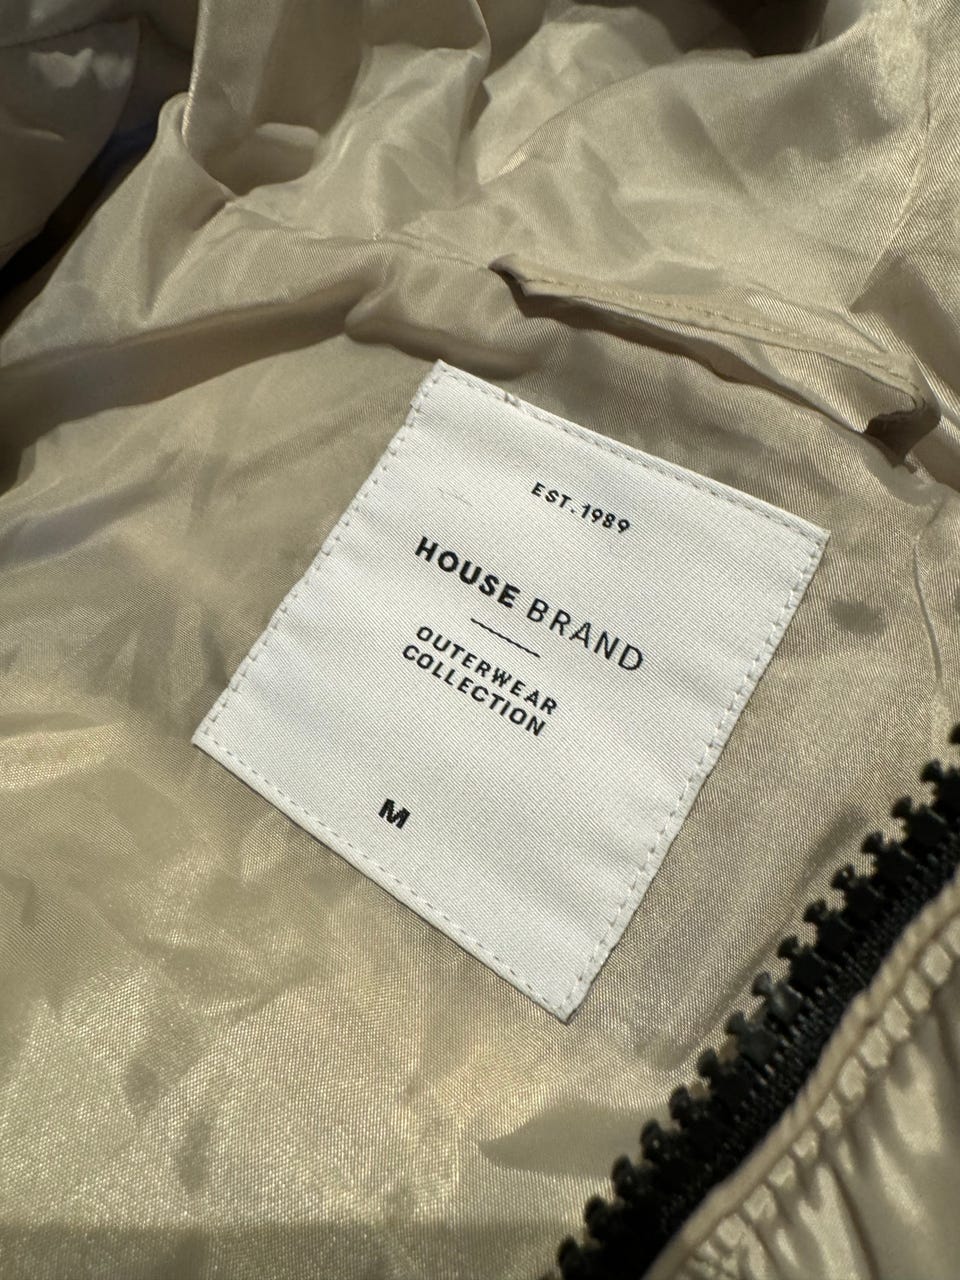 EST. 1989
HOUSE BRAND
OUTERWEAR
COLLECTION
M